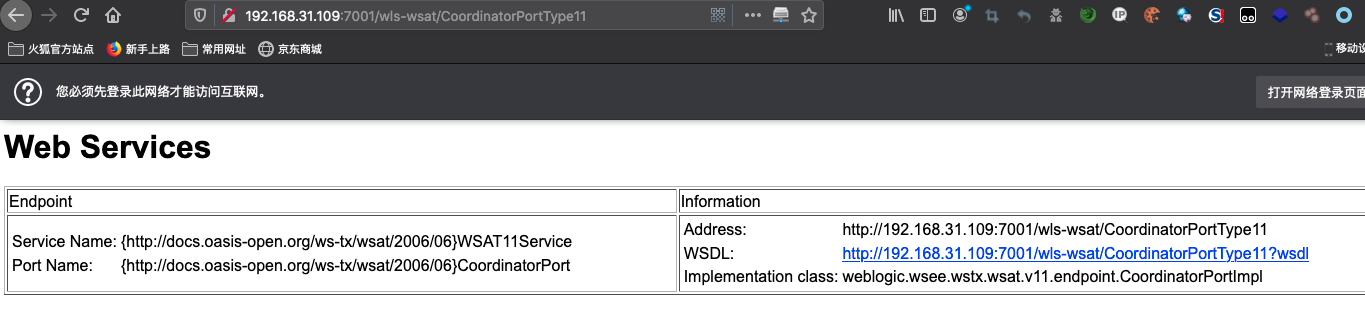 192.168.31.109:7001/wls-wsat/CoordinatorPortType11
火狐官方站点 新手上路 常用网址 京东商城 移动设
您必须先登录此网络才能访问互联网。 打开网络登录页面
Web Services
Endpoint Information
Service Name: {http://docs.oasis-open.org/ws-tx/wsat/2006/06}WSAT11Service
Port Name: {http://docs.oasis-open.org/ws-tx/wsat/2006/06}CoordinatorPort
Address: http://192.168.31.109:7001/wls-wsat/CoordinatorPortType11
WSDL: http://192.168.31.109:7001/wls-wsat/CoordinatorPortType11?wsdl
Implementation class: weblogic.wsee.wstx.wsat.v11.endpoint.CoordinatorPortImpl